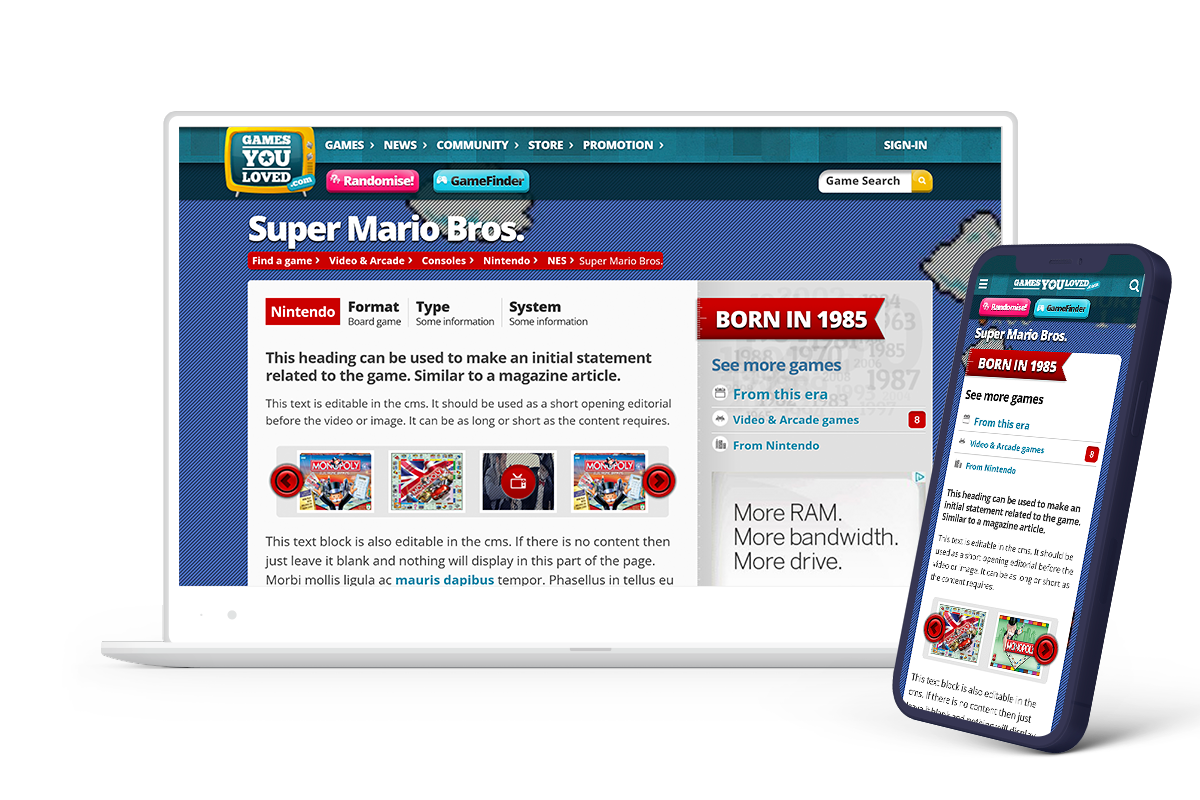 GAMES
YOU
LOVED
.com
GAMES › NEWS › COMMUNITY › STORE › PROMOTION ›
SIGN-IN
Randomise!
GameFinder
Game Search
Super Mario Bros.
Find a game › Video & Arcade › Consoles › Nintendo › NES › Super Mario Bros.
Nintendo
Format
Board game
Type
Some information
System
Some information
This heading can be used to make an initial statement
related to the game. Similar to a magazine article.
This text is editable in the cms. It should be used as a short opening editorial
before the video or image. It can be as long or short as the content requires.
MONOPOLY
MONOPOLY
This text block is also editable in the cms. If there is no content then
just leave it blank and nothing will display in this part of the page.
Morbi mollis ligula ac mauris dapibus tempor. Phasellus in tellus eu
BORN IN 1985
1985
1987
See more games
From this era
Video & Arcade games
8
From Nintendo
More RAM.
More bandwidth.
More drive.
GAMES YOU LOVED.com
Randomise!
GameFinder
Super Mario Bros.
BORN IN 1985
See more games
From this era
Video & Arcade games
8
From Nintendo
This heading can be used to make an
initial statement related to the game.
Similar to a magazine article.
This text is editable in the cms. It should be
used as a short opening editorial before the
video or image. It can be as long or short as
the content requires.
MONOPOLY
This text block is also editable in the
cms. If there is no content then just
leave it blank and nothing will display